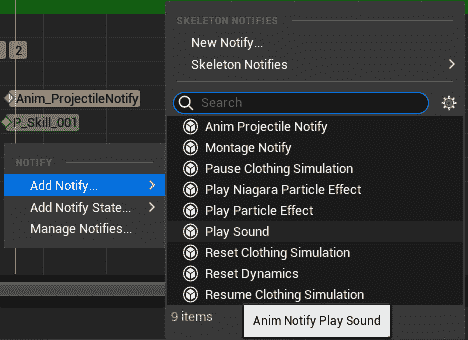 2
Anim_ProjectileNotify
P_Skill_001
NOTIFY
Add Notify...
Add Notify State...
Manage Notifies...
SKELETON NOTIFIES
New Notify...
Skeleton Notifies
Search
Anim Projectile Notify
Montage Notify
Pause Clothing Simulation
Play Niagara Particle Effect
Play Particle Effect
Play Sound
Reset Clothing Simulation
Reset Dynamics
Resume Clothing Simulation
9 items
Anim Notify Play Sound